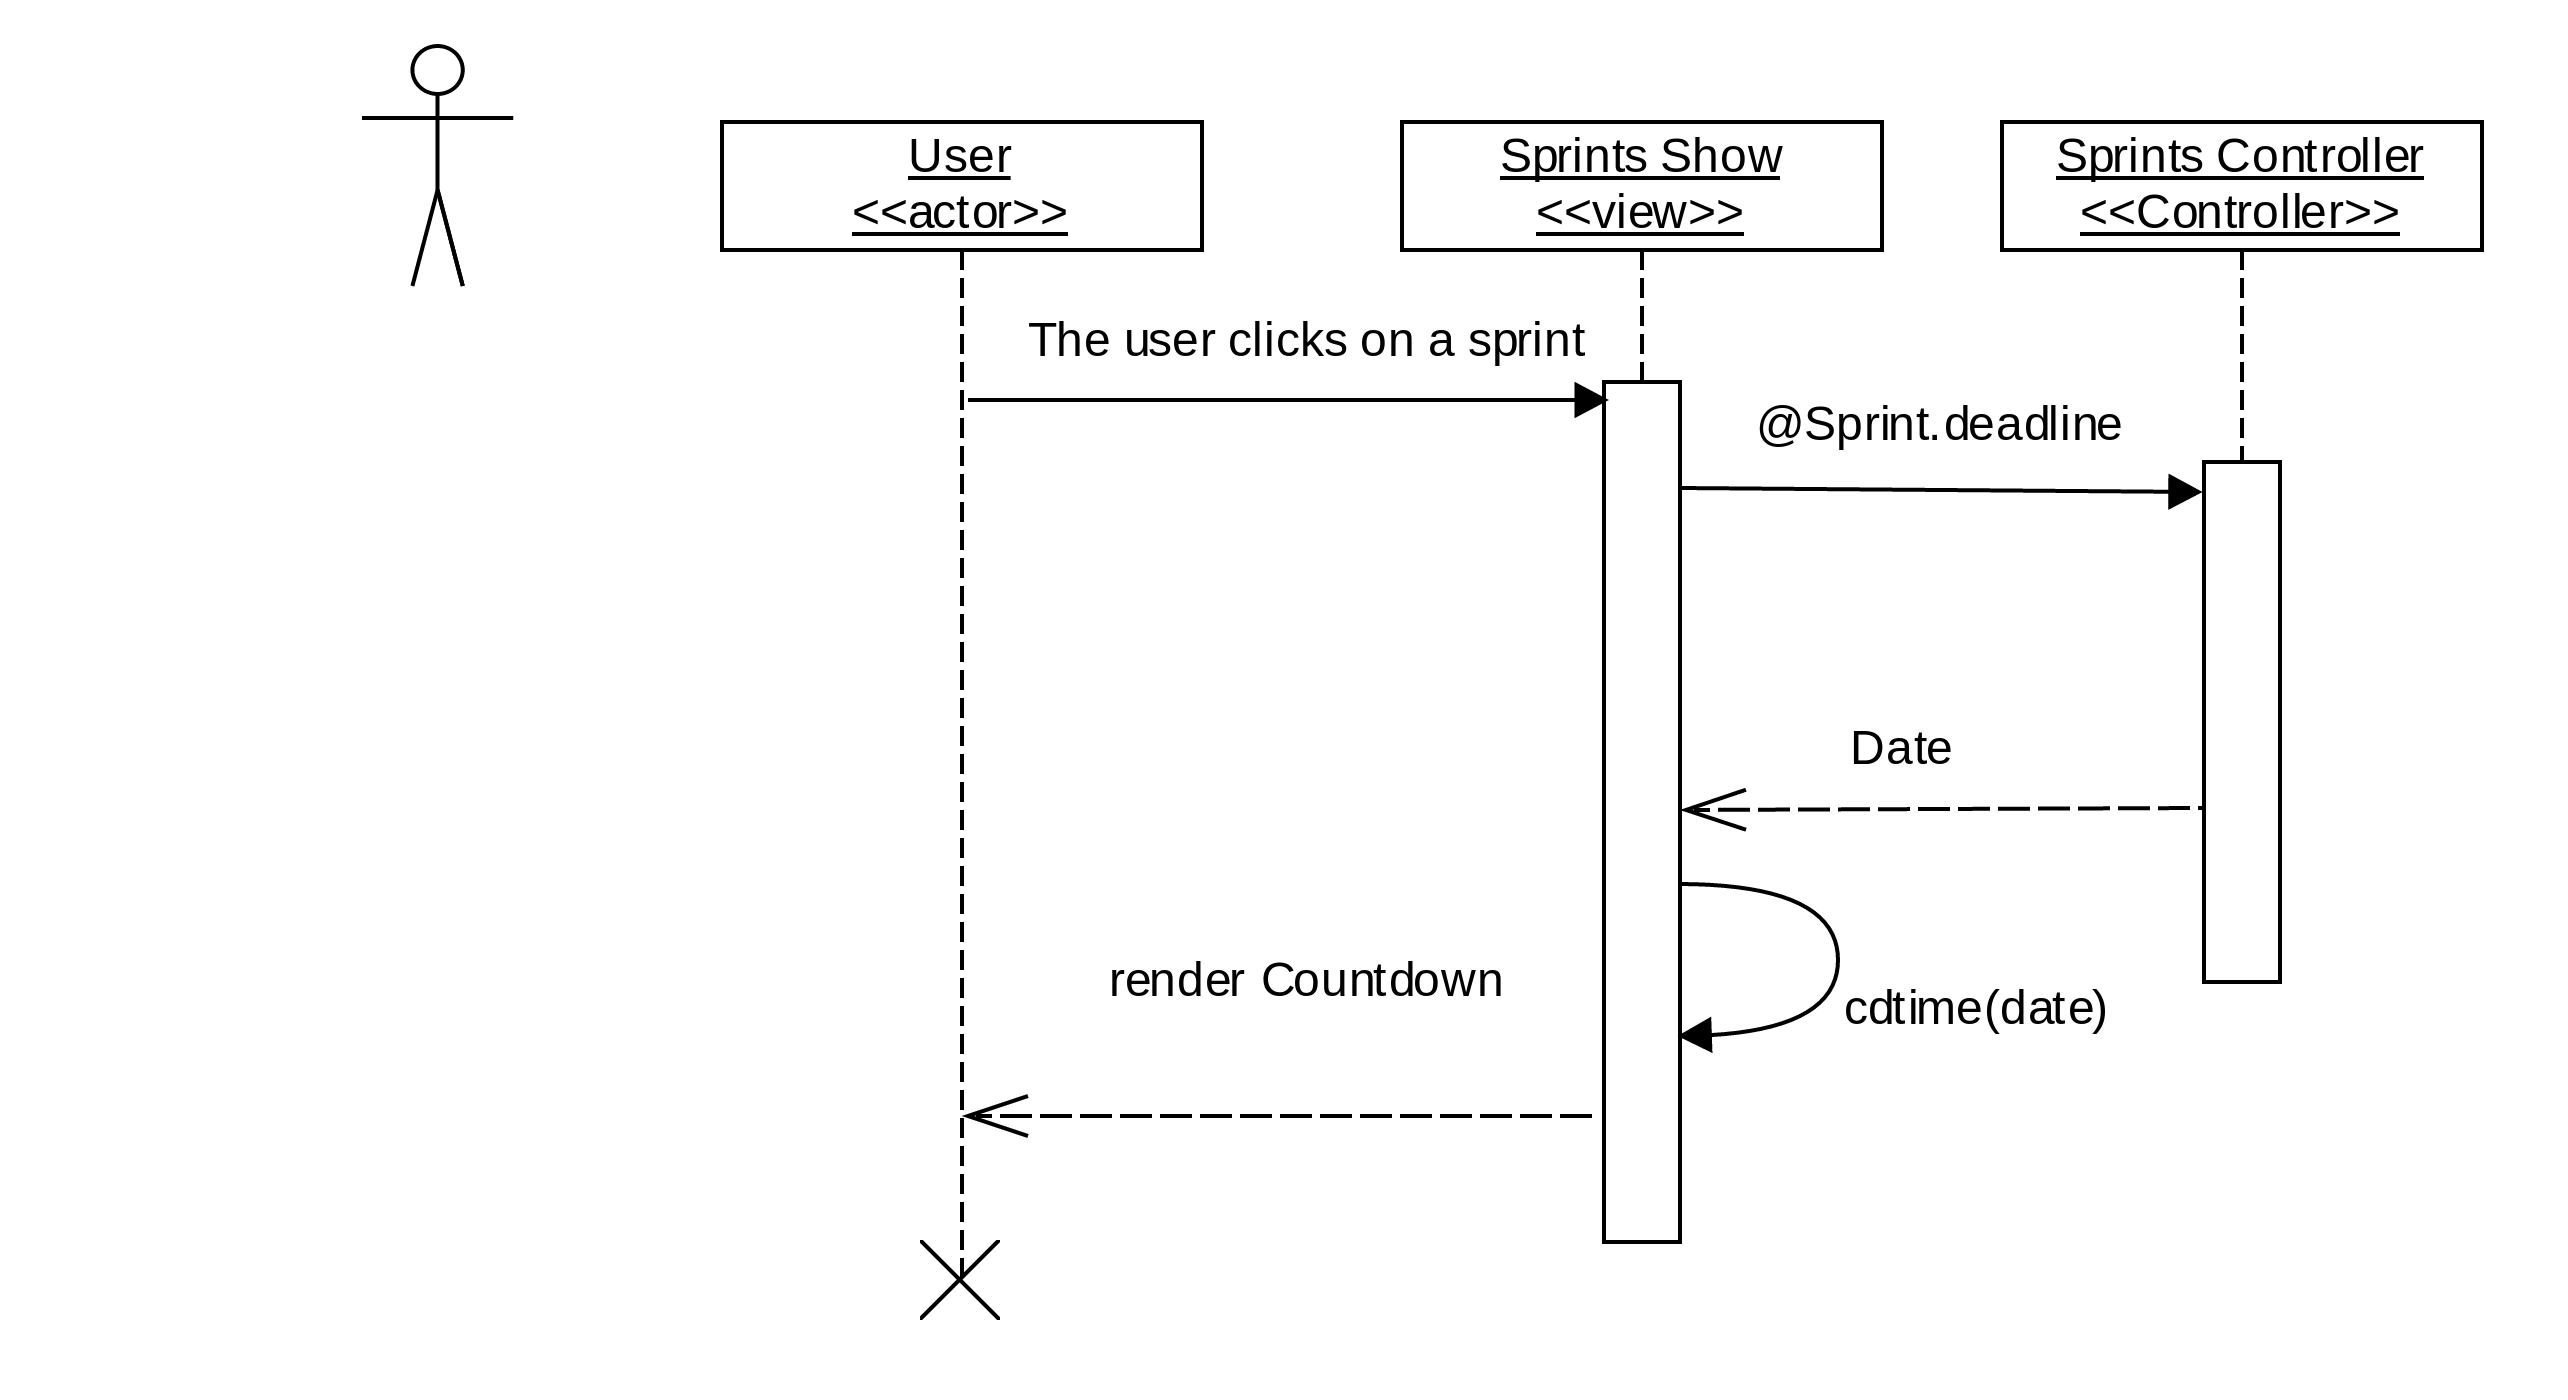 User
<<actor>>
Sprints Show
<<view>>
Sprints Controller
<<Controller>>
The user clicks on a sprint
@Sprint.deadline
Date
render Countdown
cdtime(date)